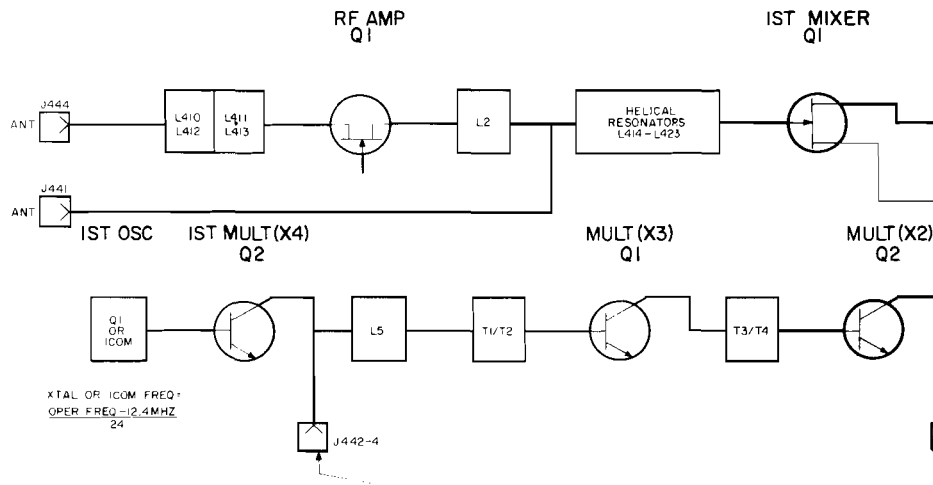 RF AMP
Q1
1ST MIXER
Q1
J444
ANT
L410
L412
L411
L413
L2
HELICAL
RESONATORS
L414-L423
J441
ANT
1ST OSC
1ST MULT(X4)
Q2
MULT(X3)
Q1
MULT(X2)
Q2
Q1
OR
ICOM
L5
T1/T2
T3/T4
XTAL OR ICOM FREQ=
OPER FREQ-12.4MHZ
24
J442-4